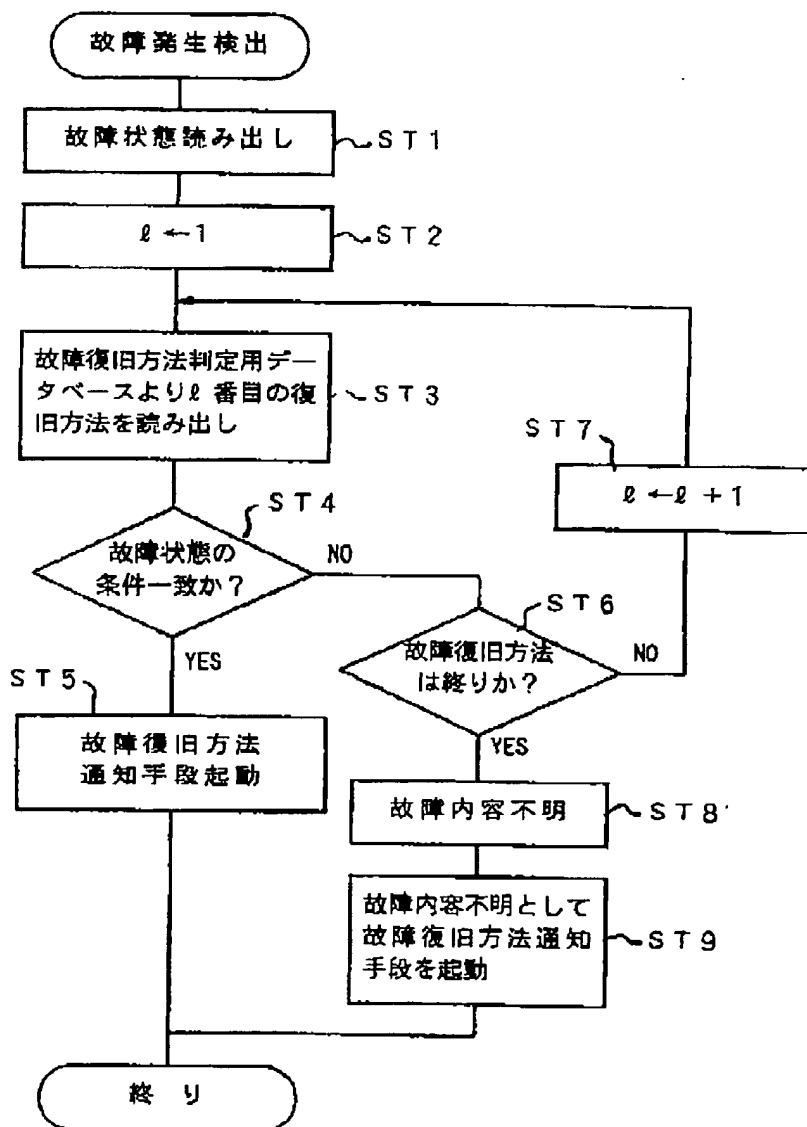 故障発生検出
故障状態読み出し
ST1
ℓ ← 1
ST2
故障復旧方法判定用デー
タベースよりℓ 番目の復
旧方法を読み出し
ST3
ST7
ℓ ← ℓ + 1
ST4
故障状態の
条件一致か？
NO
YES
ST6
故障復旧方法
は終りか？
NO
YES
ST5
故障復旧方法
通知手段起動
故障内容不明
ST8
故障内容不明として
故障復旧方法通知
手段を起動
ST9
終り